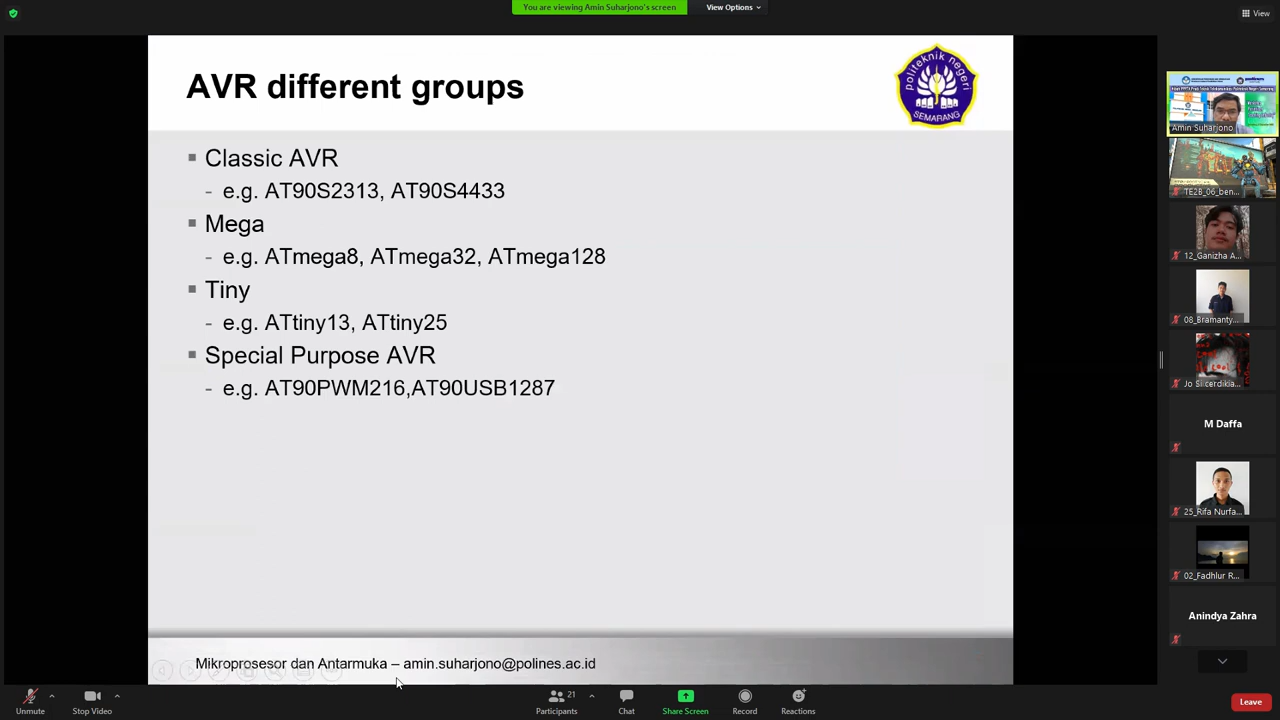 You are viewing Amin Suharjono's screen
View Options
View
AVR different groups
politeknik negeri
SEMARANG
Classic AVR
- e.g. AT90S2313, AT90S4433
Mega
- e.g. ATmega8, ATmega32, ATmega128
Tiny
- e.g. ATtiny13, ATtiny25
Special Purpose AVR
- e.g. AT90PWM216,AT90USB1287
Mikroprosesor dan Antarmuka – amin.suharjono@polines.ac.id
Amin Suharjono
TE2B_06_ben...
12_Ganizha A...
08_Bramanty...
Jo Si cerdikia...
M Daffa
25_Rifa Nurfa...
02_Fadhlur R...
Anindya Zahra
Unmute
Stop Video
Participants
21
Chat
Share Screen
Record
Reactions
Leave